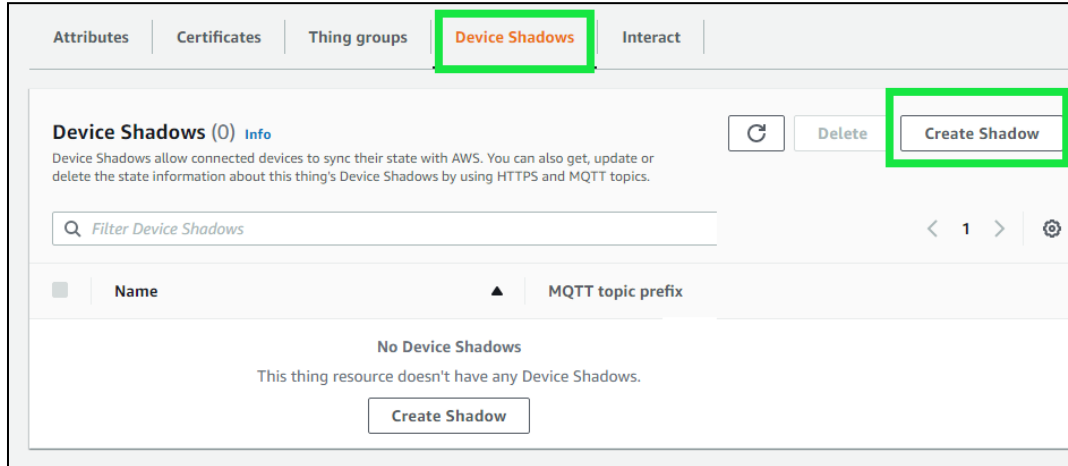 Attributes Certificates Thing groups Device Shadows Interact
Device Shadows (0) Info
Delete Create Shadow
Device Shadows allow connected devices to sync their state with AWS. You can also get, update or
delete the state information about this thing's Device Shadows by using HTTPS and MQTT topics.
Filter Device Shadows
1
Name MQTT topic prefix
No Device Shadows
This thing resource doesn't have any Device Shadows.
Create Shadow